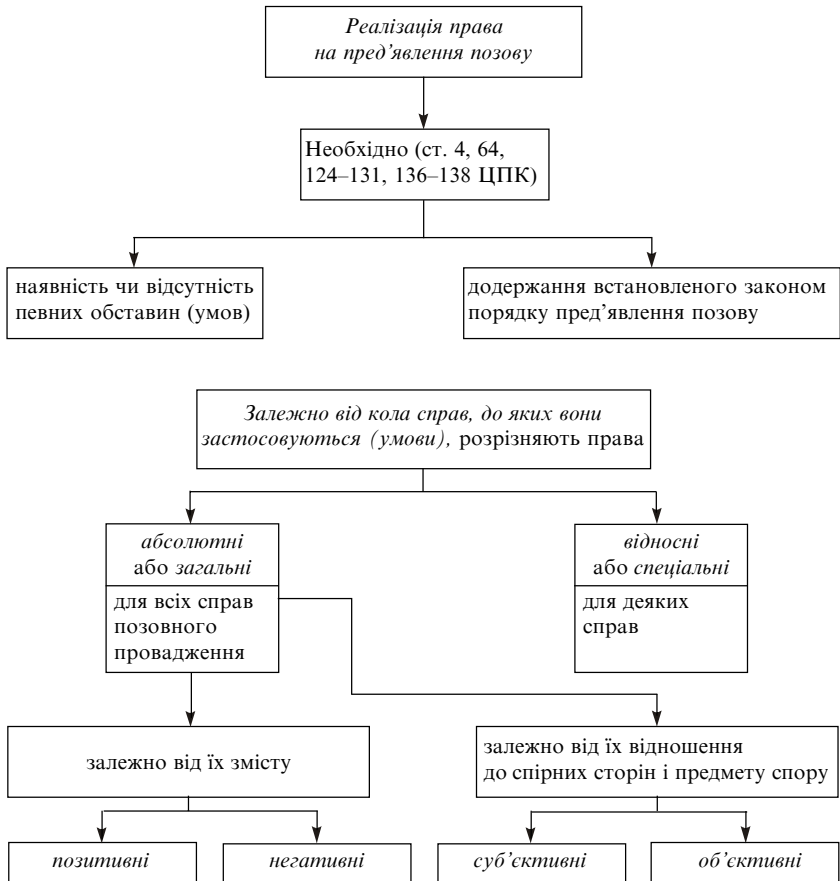 Реалізація права
на пред’явлення позову
Необхідно (ст. 4, 64,
124–131, 136–138 ЦПК)
наявність чи відсутність
певних обставин (умов)
додержання встановленого законом
порядку пред’явлення позову
Залежно від кола справ, до яких вони
застосовуються (умови), розрізняють права
абсолютні
або загальні
для всіх справ
позовного
провадження
відносні
або спеціальні
для деяких
справ
залежно від їх змісту
залежно від їх відношення
до спірних сторін і предмету спору
позитивні
негативні
суб’єктивні
об’єктивні